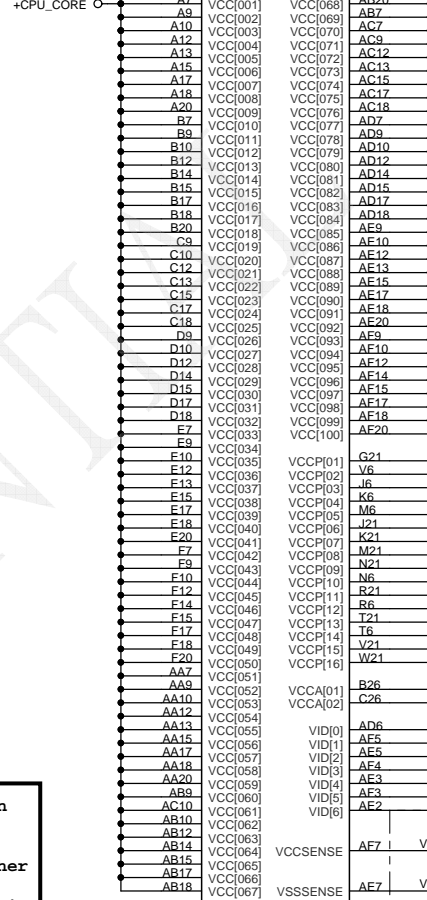 +CPU_CORE
A7 VCC[001] VCC[068] AB20
A9 VCC[002] VCC[069] AB7
A10 VCC[003] VCC[070] AC7
A12 VCC[004] VCC[071] AC9
A13 VCC[005] VCC[072] AC12
A15 VCC[006] VCC[073] AC13
A17 VCC[007] VCC[074] AC15
A18 VCC[008] VCC[075] AC17
A20 VCC[009] VCC[076] AC18
B7 VCC[010] VCC[077] AD7
B9 VCC[011] VCC[078] AD9
B10 VCC[012] VCC[079] AD10
B12 VCC[013] VCC[080] AD12
B14 VCC[014] VCC[081] AD14
B15 VCC[015] VCC[082] AD15
B17 VCC[016] VCC[083] AD17
B18 VCC[017] VCC[084] AD18
B20 VCC[018] VCC[085] AE9
C9 VCC[019] VCC[086] AE10
C10 VCC[020] VCC[087] AE12
C12 VCC[021] VCC[088] AE13
C13 VCC[022] VCC[089] AE15
C15 VCC[023] VCC[090] AE17
C17 VCC[024] VCC[091] AE18
C18 VCC[025] VCC[092] AE20
D9 VCC[026] VCC[093] AF9
D10 VCC[027] VCC[094] AF10
D12 VCC[028] VCC[095] AF12
D14 VCC[029] VCC[096] AF14
D15 VCC[030] VCC[097] AF15
D17 VCC[031] VCC[098] AF17
D18 VCC[032] VCC[099] AF18
E7 VCC[033] VCC[100] AF20
E9 VCC[034]
E10 VCC[035] VCCP[01] G21
E12 VCC[036] VCCP[02] V6
E13 VCC[037] VCCP[03] J6
E15 VCC[038] VCCP[04] K6
E17 VCC[039] VCCP[05] M6
E18 VCC[040] VCCP[06] J21
E20 VCC[041] VCCP[07] K21
F7 VCC[042] VCCP[08] M21
F9 VCC[043] VCCP[09] N21
F10 VCC[044] VCCP[10] N6
F12 VCC[045] VCCP[11] R21
F14 VCC[046] VCCP[12] R6
F15 VCC[047] VCCP[13] T21
F17 VCC[048] VCCP[14] T6
F18 VCC[049] VCCP[15] V21
F20 VCC[050] VCCP[16] W21
AA7 VCC[051]
AA9 VCC[052] VCCA[01] B26
AA10 VCC[053] VCCA[02] C26
AA12 VCC[054]
AA13 VCC[055] VID[0] AD6
AA15 VCC[056] VID[1] AF5
AA17 VCC[057] VID[2] AE5
AA18 VCC[058] VID[3] AF4
AA20 VCC[059] VID[4] AE3
AB9 VCC[060] VID[5] AF3
AC10 VCC[061] VID[6] AE2
AB10 VCC[062]
AB12 VCC[063]
AB14 VCC[064] VCCSENSE AF7 V
AB15 VCC[065]
AB17 VCC[066]
AB18 VCC[067] VSSSENSE AE7 V
n
ner